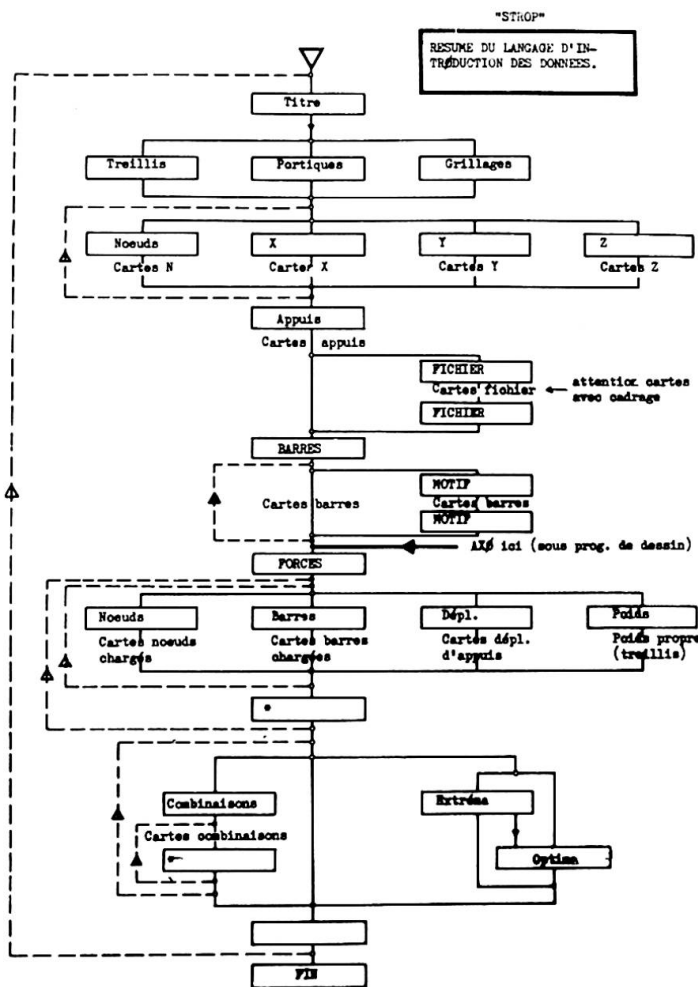 "STROP"
RESUME DU LANGAGE D'IN-
TRØDUCTION DES DONNEES.
Titre
Treillis Portiques Grillages
Noeuds X Y Z
Cartes N Cartes X Cartes Y Cartes Z
Appuis
Cartes appuis
FICHIER
Cartes fichier ← attention cartes
avec cadrage
FICHIER
BARRES
MOTIF
Cartes barres Cartes barres
MOTIF
AXØ ici (sous prog. de dessin)
FORCES
Noeuds Barres Dépl. Poids
Cartes noeuds Cartes barres Cartes dépl. Poids propre
chargés chargées d'appuis (treillis)
Combinaisons Extréma
Cartes combinaisons
Optima
FIN